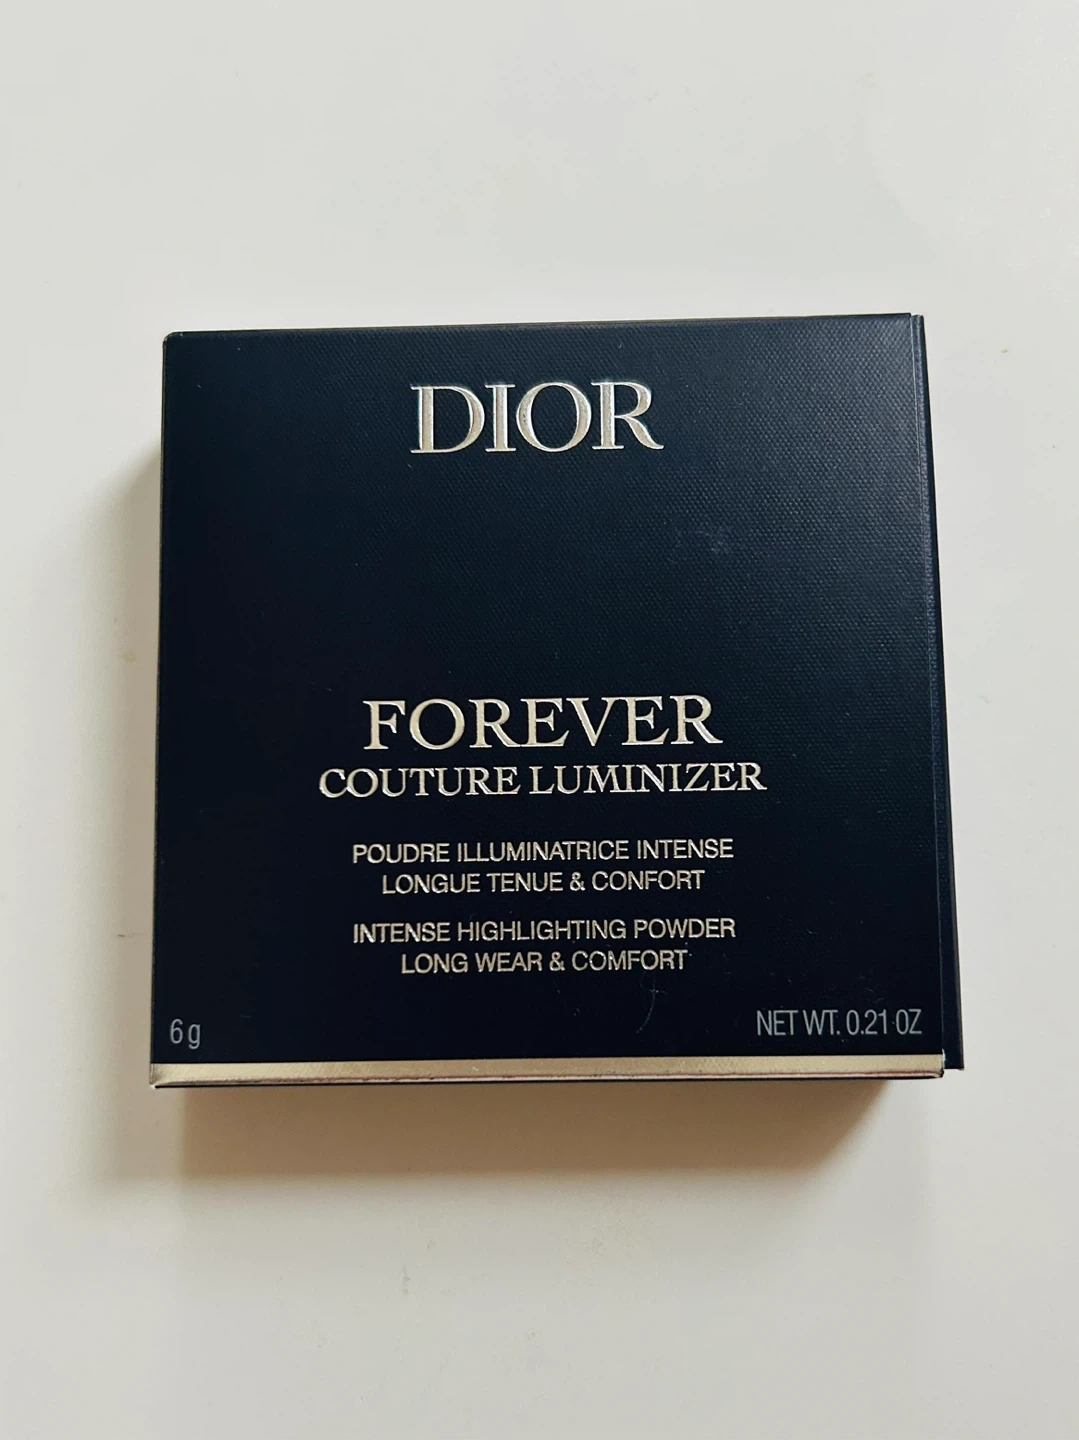 DIOR
FOREVER
COUTURE LUMINIZER
POUDRE ILLUMINATRICE INTENSE
LONGUE TENUE & CONFORT
INTENSE HIGHLIGHTING POWDER
LONG WEAR & COMFORT
6 g
NET WT. 0.21 OZ